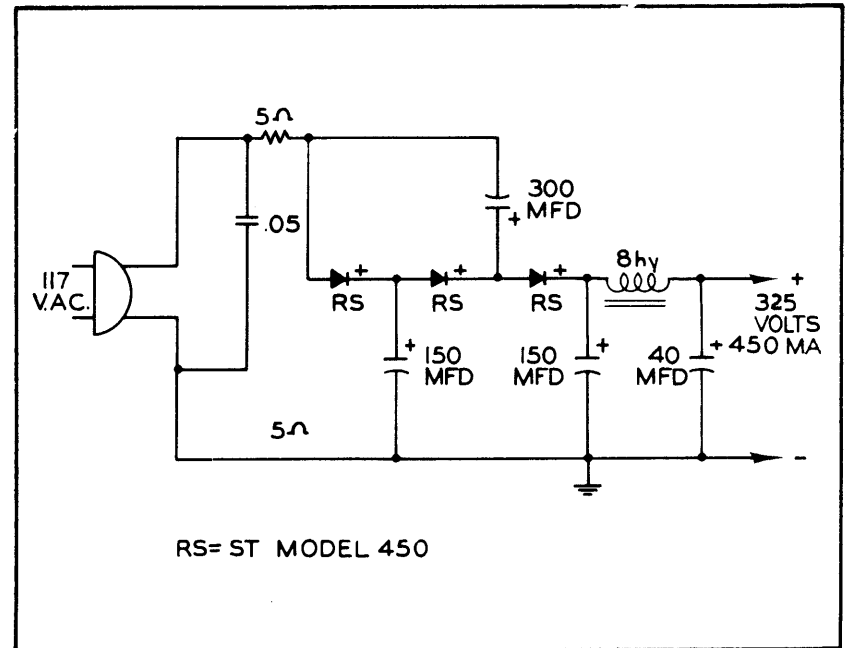 5Ω
.05
300
MFD
+
117
V.AC.
+
+
+
8hy
RS
RS
RS
+
325
VOLTS
450 MA
+
150
MFD
+
150
MFD
+
40
MFD
5Ω
-
RS= ST MODEL 450